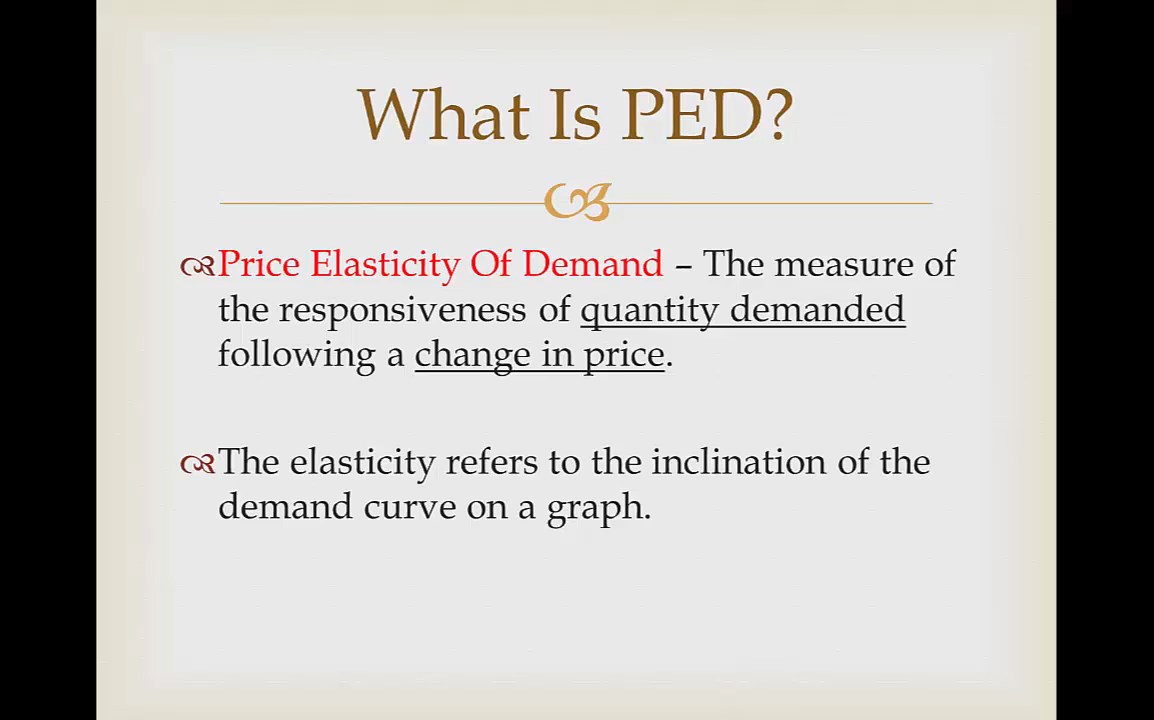 What Is PED?
Price Elasticity Of Demand – The measure of
the responsiveness of quantity demanded
following a change in price.
The elasticity refers to the inclination of the
demand curve on a graph.